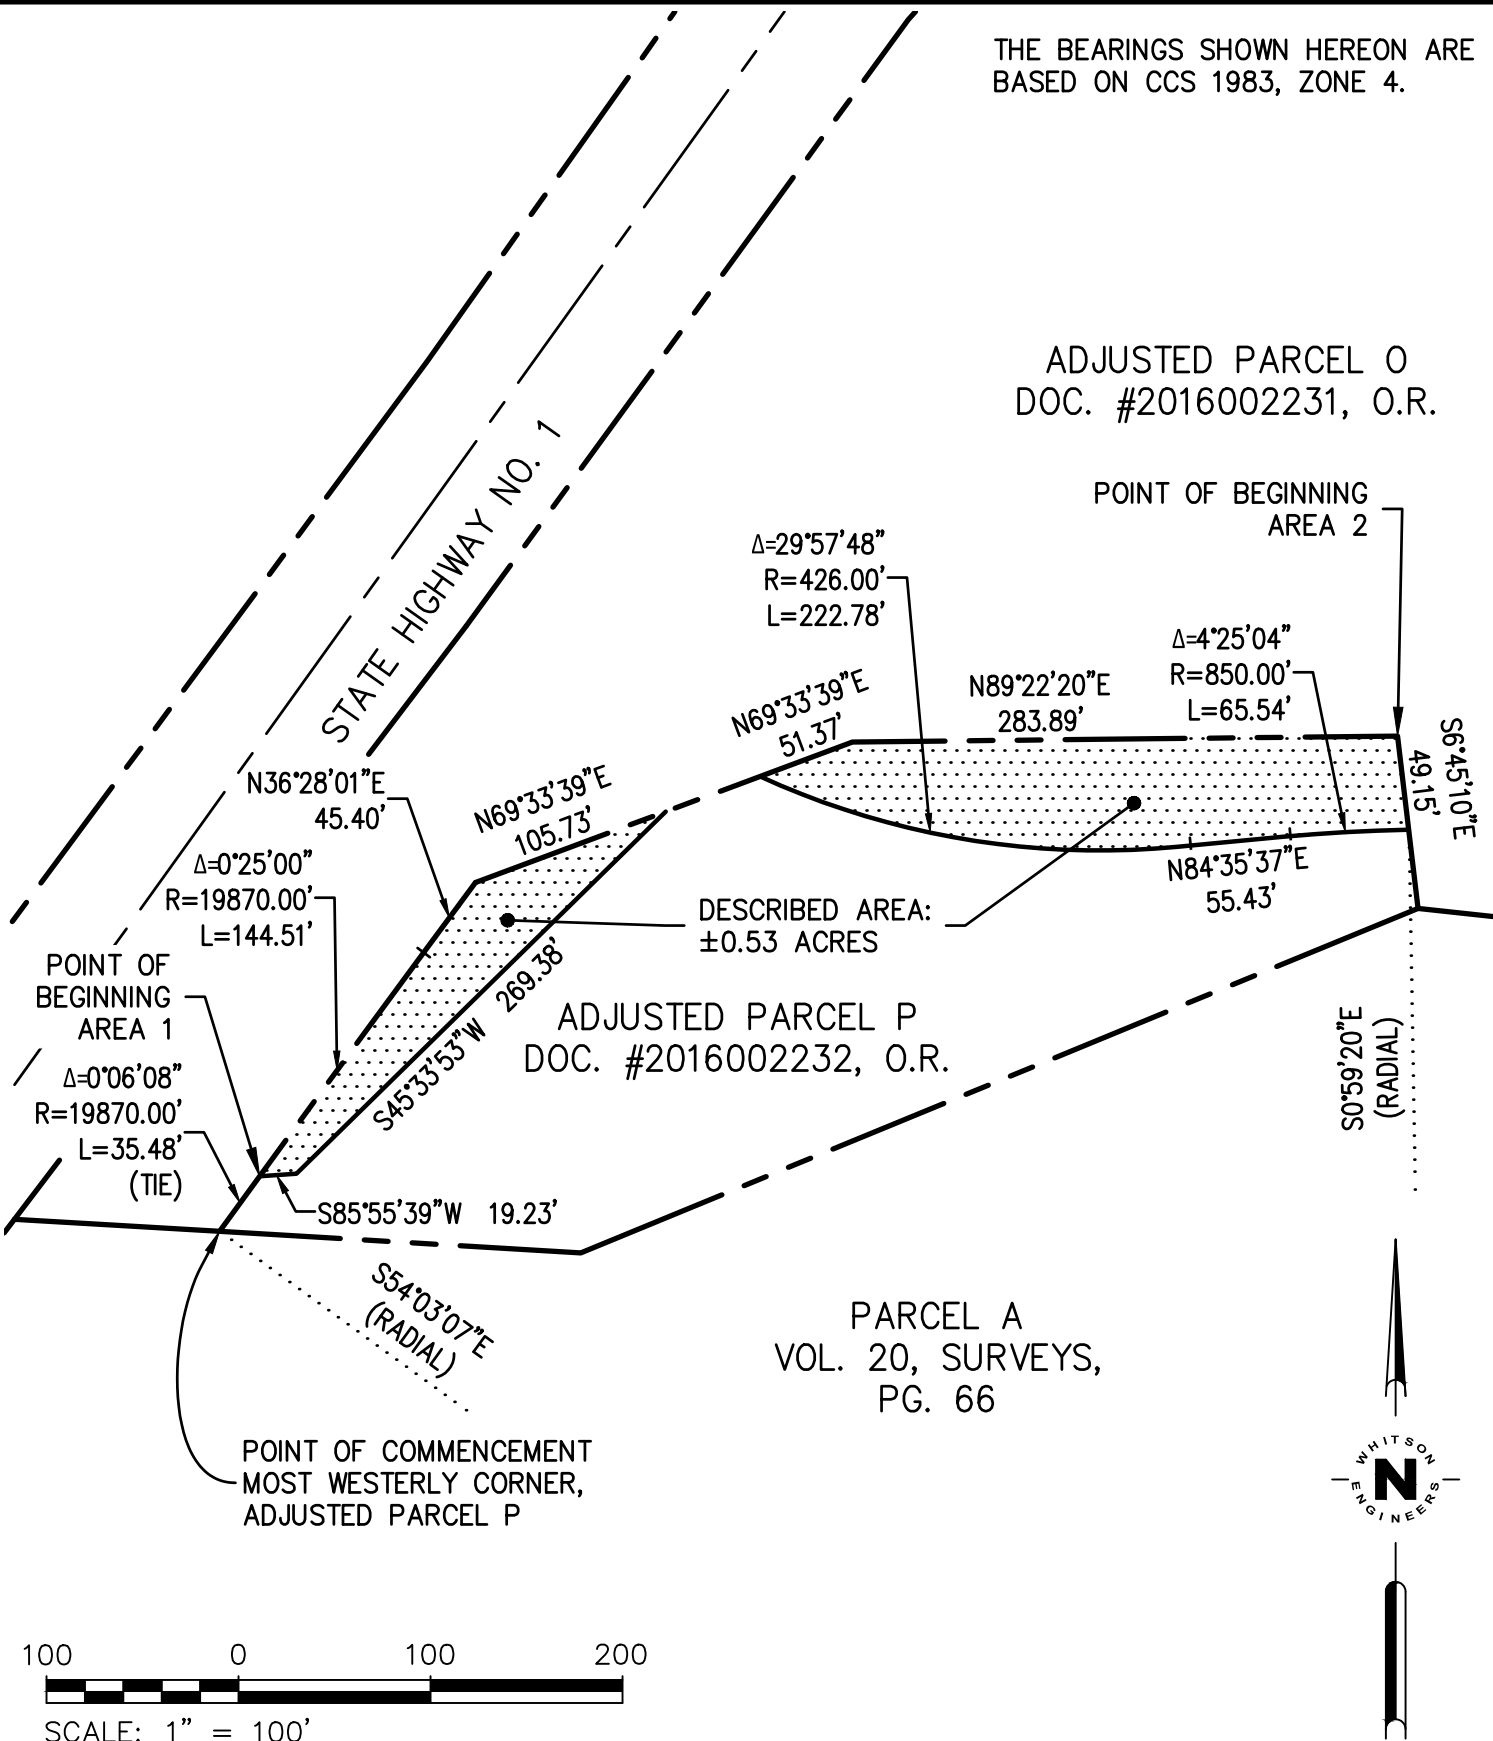 THE BEARINGS SHOWN HEREON ARE
BASED ON CCS 1983, ZONE 4.
ADJUSTED PARCEL O
DOC. #2016002231, O.R.
STATE HIGHWAY NO. 1
POINT OF BEGINNING
AREA 2
Δ=29°57'48"
R=426.00'
L=222.78'
Δ=4°25'04"
R=850.00'
L=65.54'
N69°33'39"E
51.37'
N89°22'20"E
283.89'
S6°45'10"E
49.15'
N36°28'01"E
45.40'
N69°33'39"E
105.73'
Δ=0°25'00"
R=19870.00'
L=144.51'
N84°35'37"E
55.43'
DESCRIBED AREA:
±0.53 ACRES
POINT OF
BEGINNING
AREA 1
S45°33'53"W 269.38'
ADJUSTED PARCEL P
DOC. #2016002232, O.R.
S0°59'20"E
(RADIAL)
Δ=0°06'08"
R=19870.00'
L=35.48'
(TIE)
S85°55'39"W 19.23'
S54°03'07"E
(RADIAL)
PARCEL A
VOL. 20, SURVEYS,
PG. 66
POINT OF COMMENCEMENT
MOST WESTERLY CORNER,
ADJUSTED PARCEL P
WHITSON
N
ENGINEERS
100 0 100 200
SCALE: 1" = 100'